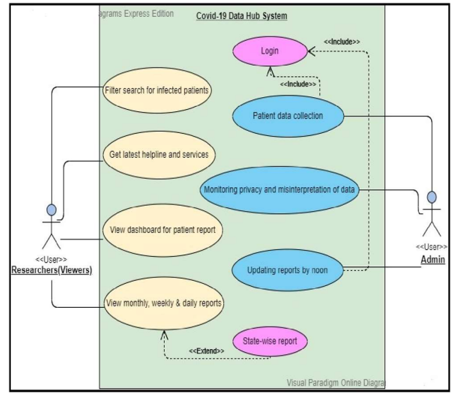 agrams Express Edition
Covid-19 Data Hub System
<<Include>>
Login
<<Include>>
Filter search for infected patients
Patient data collection
Get latest helpline and services
Monitoring privacy and misinterpretation of data
<<User>>
Researchers(Viewers)
View dashboard for patient report
<<User>>
Admin
Updating reports by noon
View monthly, weekly & daily reports
State-wise report
<<Extend>>
Visual Paradigm Online Diagra